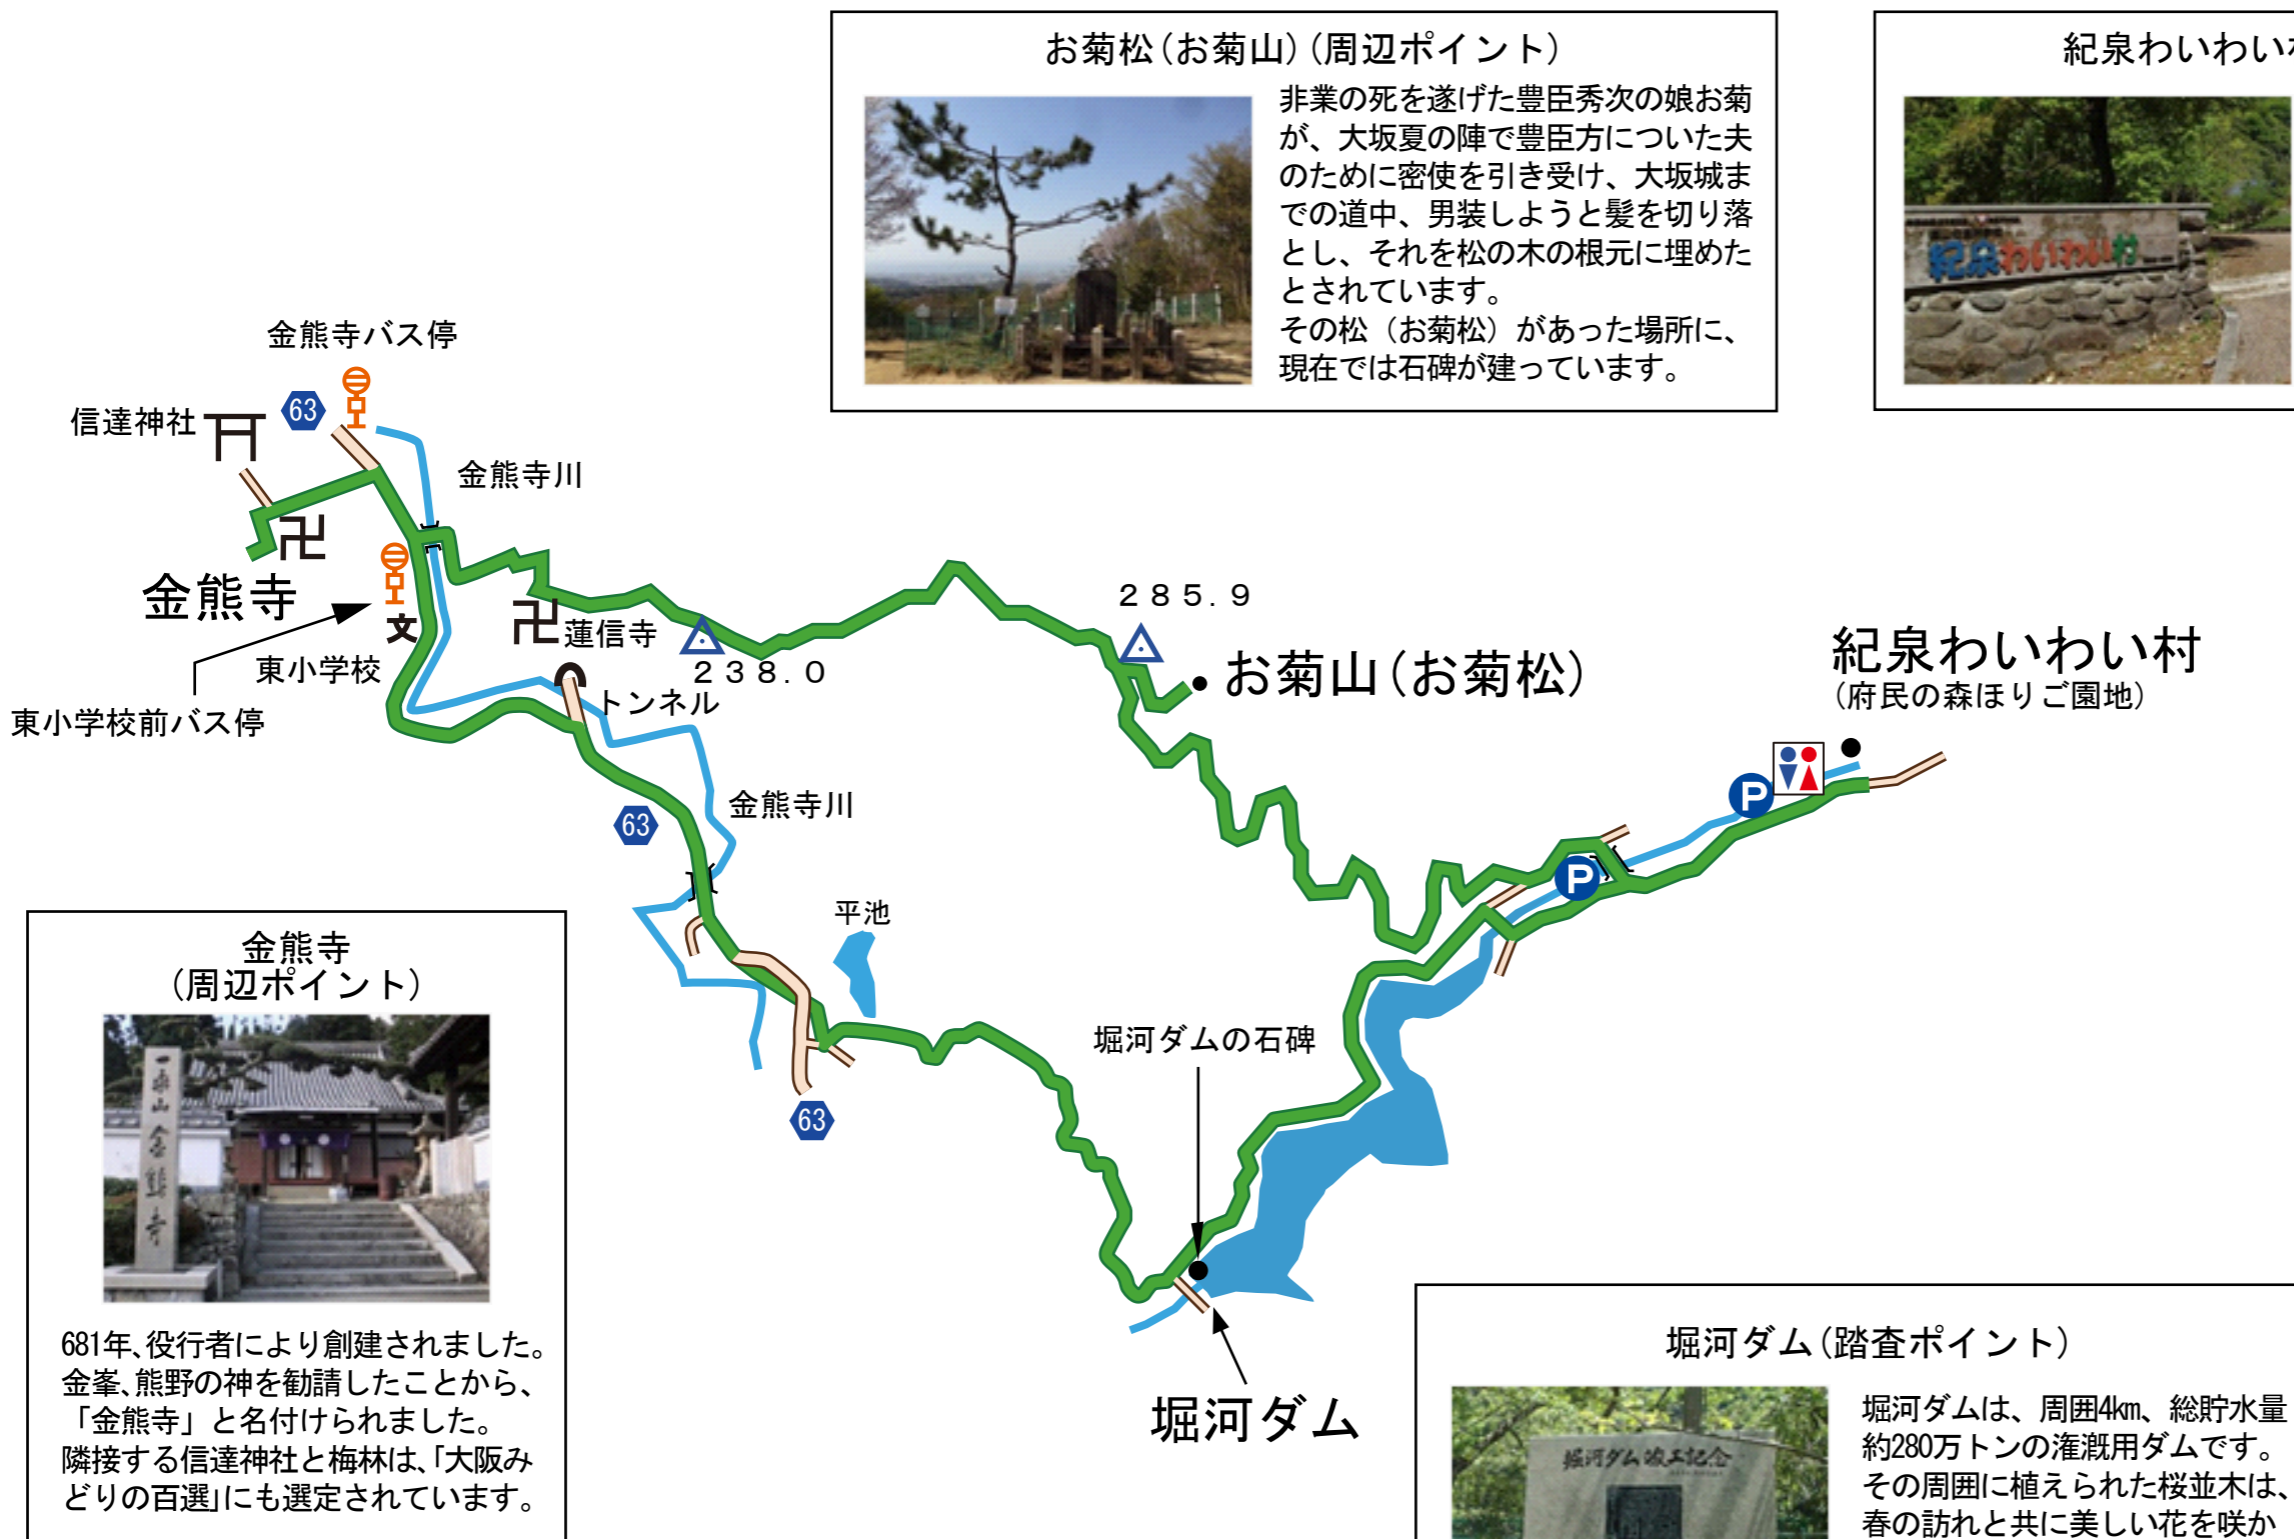 お菊松(お菊山)(周辺ポイント)
非業の死を遂げた豊臣秀次の娘お菊
が、大坂夏の陣で豊臣方についた夫
のために密使を引き受け、大坂城ま
での道中、男装しようと髪を切り落
とし、それを松の木の根元に埋めた
とされています。
その松（お菊松）があった場所に、
現在では石碑が建っています。
紀泉わいわい
紀泉わいわい村
金熊寺バス停
63
信達神社
金熊寺川
金熊寺
文
東小学校
東小学校前バス停
蓮信寺
トンネル
238.0
285.9
お菊山(お菊松)
紀泉わいわい村
(府民の森ほりご園地)
P
P
63
金熊寺川
平池
63
堀河ダムの石碑
堀河ダム
金熊寺
(周辺ポイント)
一乗山金熊寺
681年、役行者により創建されました。
金峯、熊野の神を勧請したことから、
「金熊寺」と名付けられました。
隣接する信達神社と梅林は、「大阪み
どりの百選」にも選定されています。
堀河ダム(踏査ポイント)
堀河ダム竣工記念
堀河ダムは、周囲4km、総貯水量
約280万トンの潅漑用ダムです。
その周囲に植えられた桜並木は、
春の訪れと共に美しい花を咲か